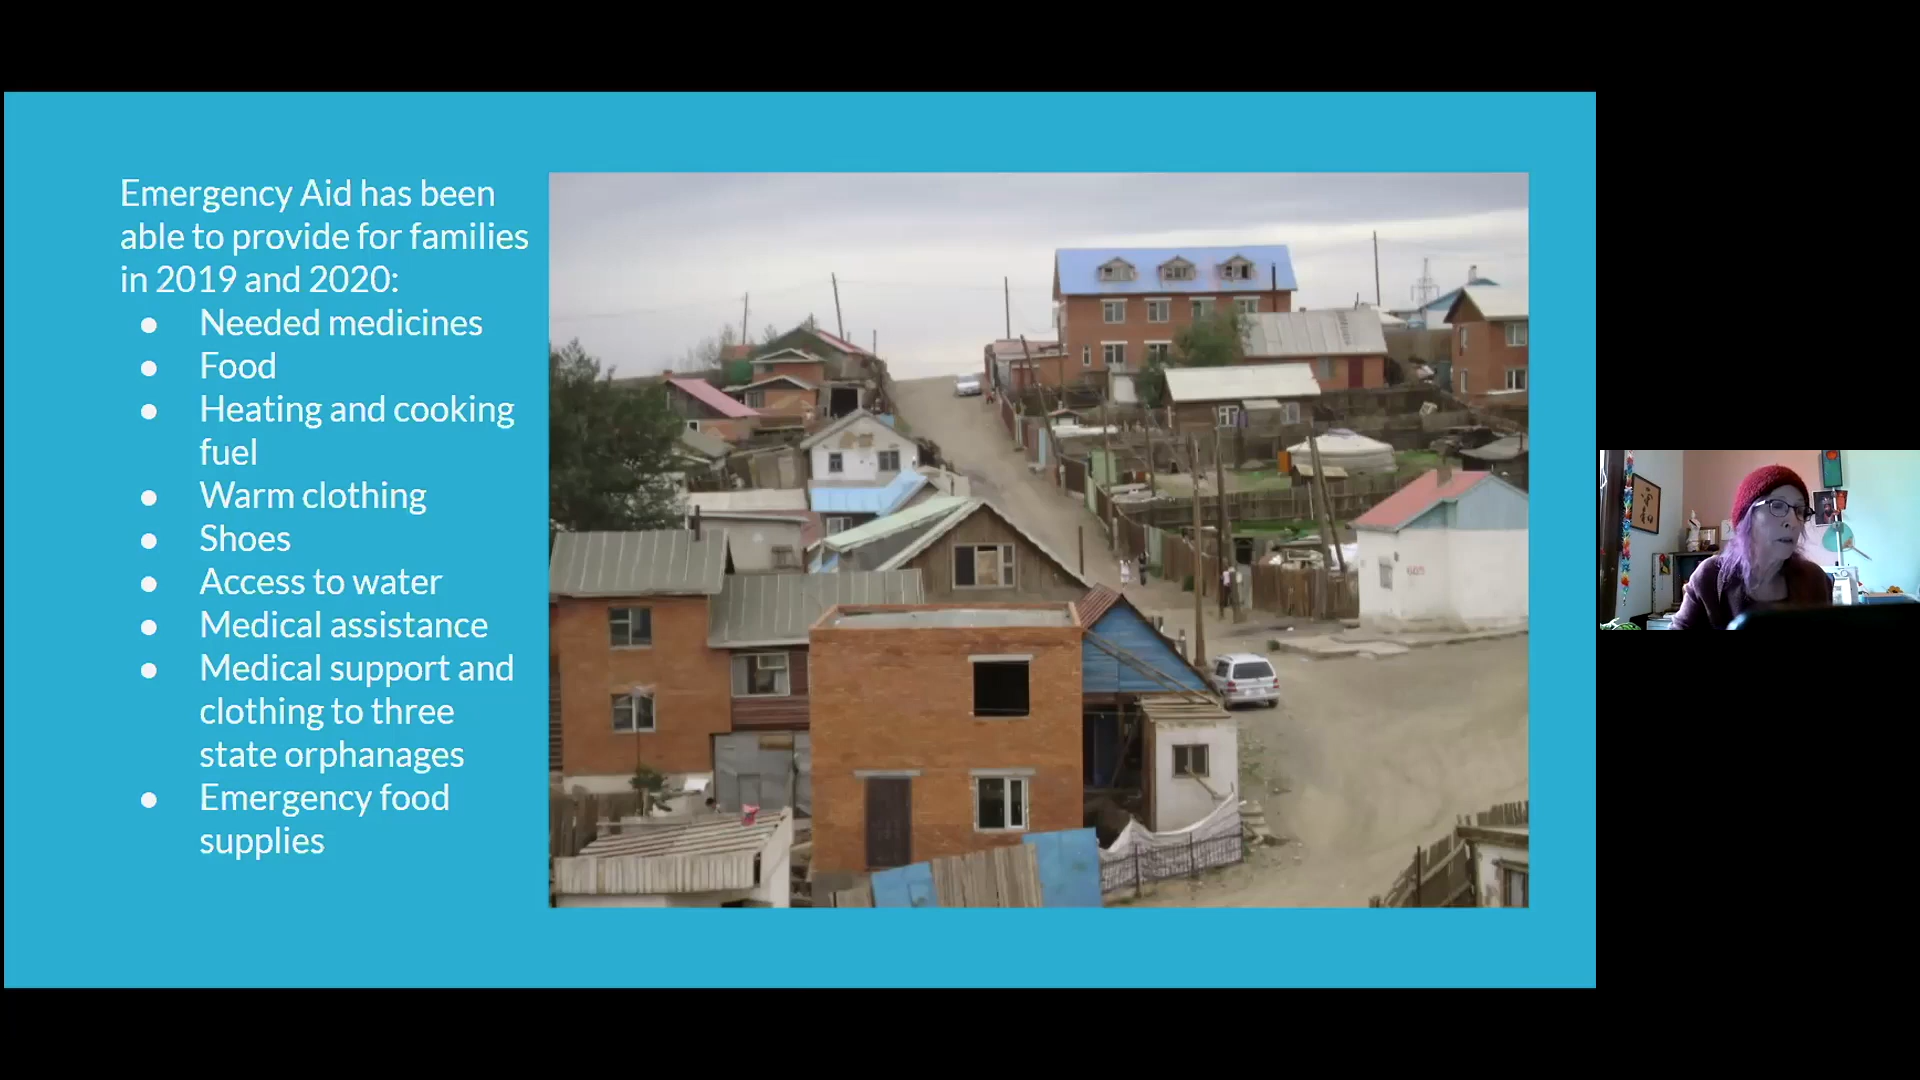 Emergency Aid has been
able to provide for families
in 2019 and 2020:
● Needed medicines
● Food
● Heating and cooking
fuel
● Warm clothing
● Shoes
● Access to water
● Medical assistance
● Medical support and
clothing to three
state orphanages
● Emergency food
supplies